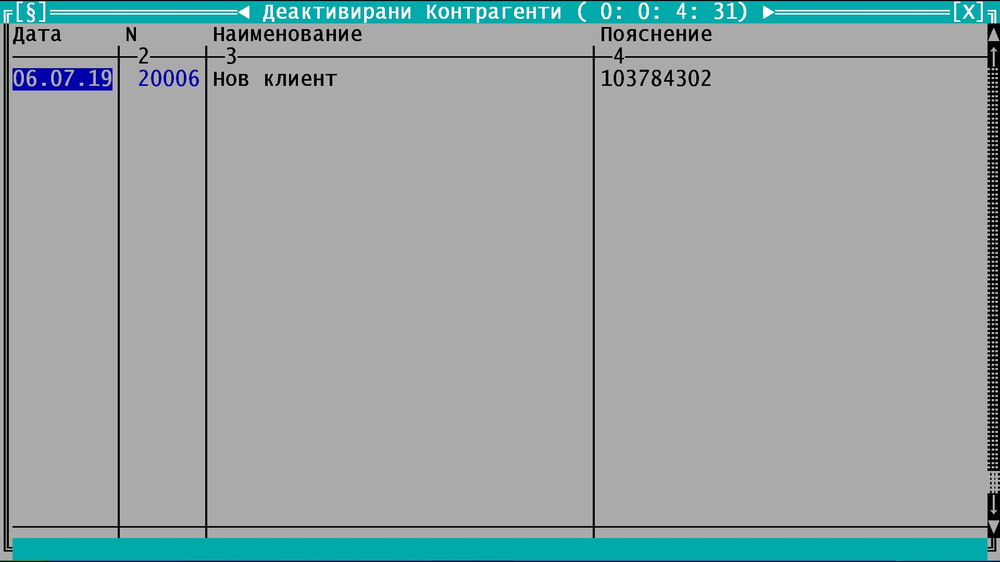 [§] Деактивирани Контрагенти ( 0: 0: 4: 31) [X]
Дата N Наименование Пояснение
2 3 4
06.07.19 20006 Нов клиент 103784302